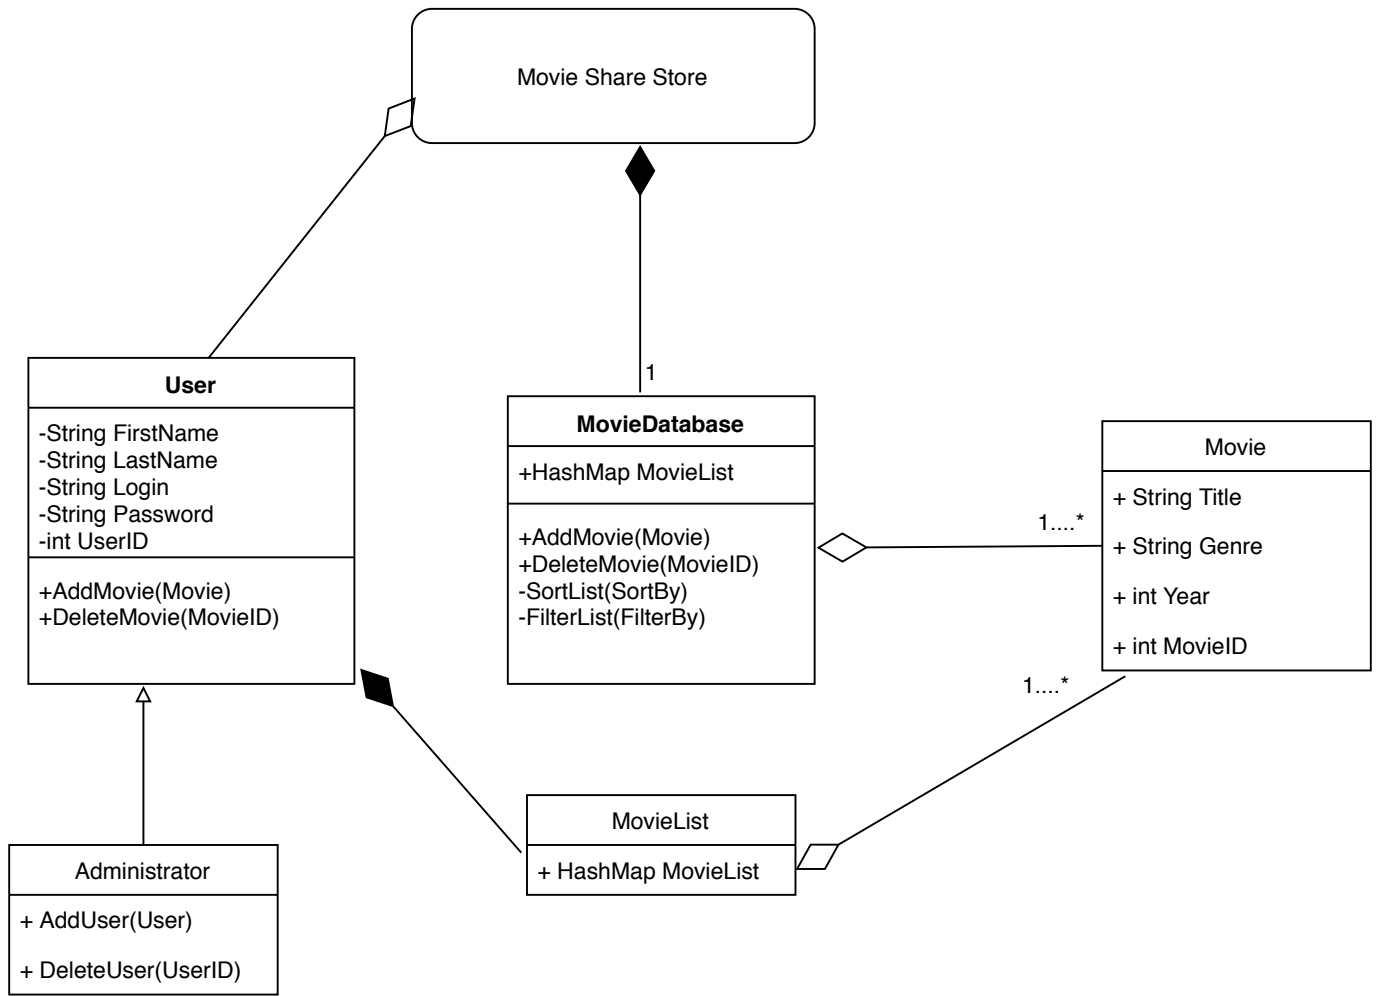 Movie Share Store
User
-String FirstName
-String LastName
-String Login
-String Password
-int UserID
+AddMovie(Movie)
+DeleteMovie(MovieID)
1
MovieDatabase
+HashMap MovieList
+AddMovie(Movie)
+DeleteMovie(MovieID)
-SortList(SortBy)
-FilterList(FilterBy)
1....*
Movie
+ String Title
+ String Genre
+ int Year
+ int MovieID
1....*
MovieList
+ HashMap MovieList
Administrator
+ AddUser(User)
+ DeleteUser(UserID)